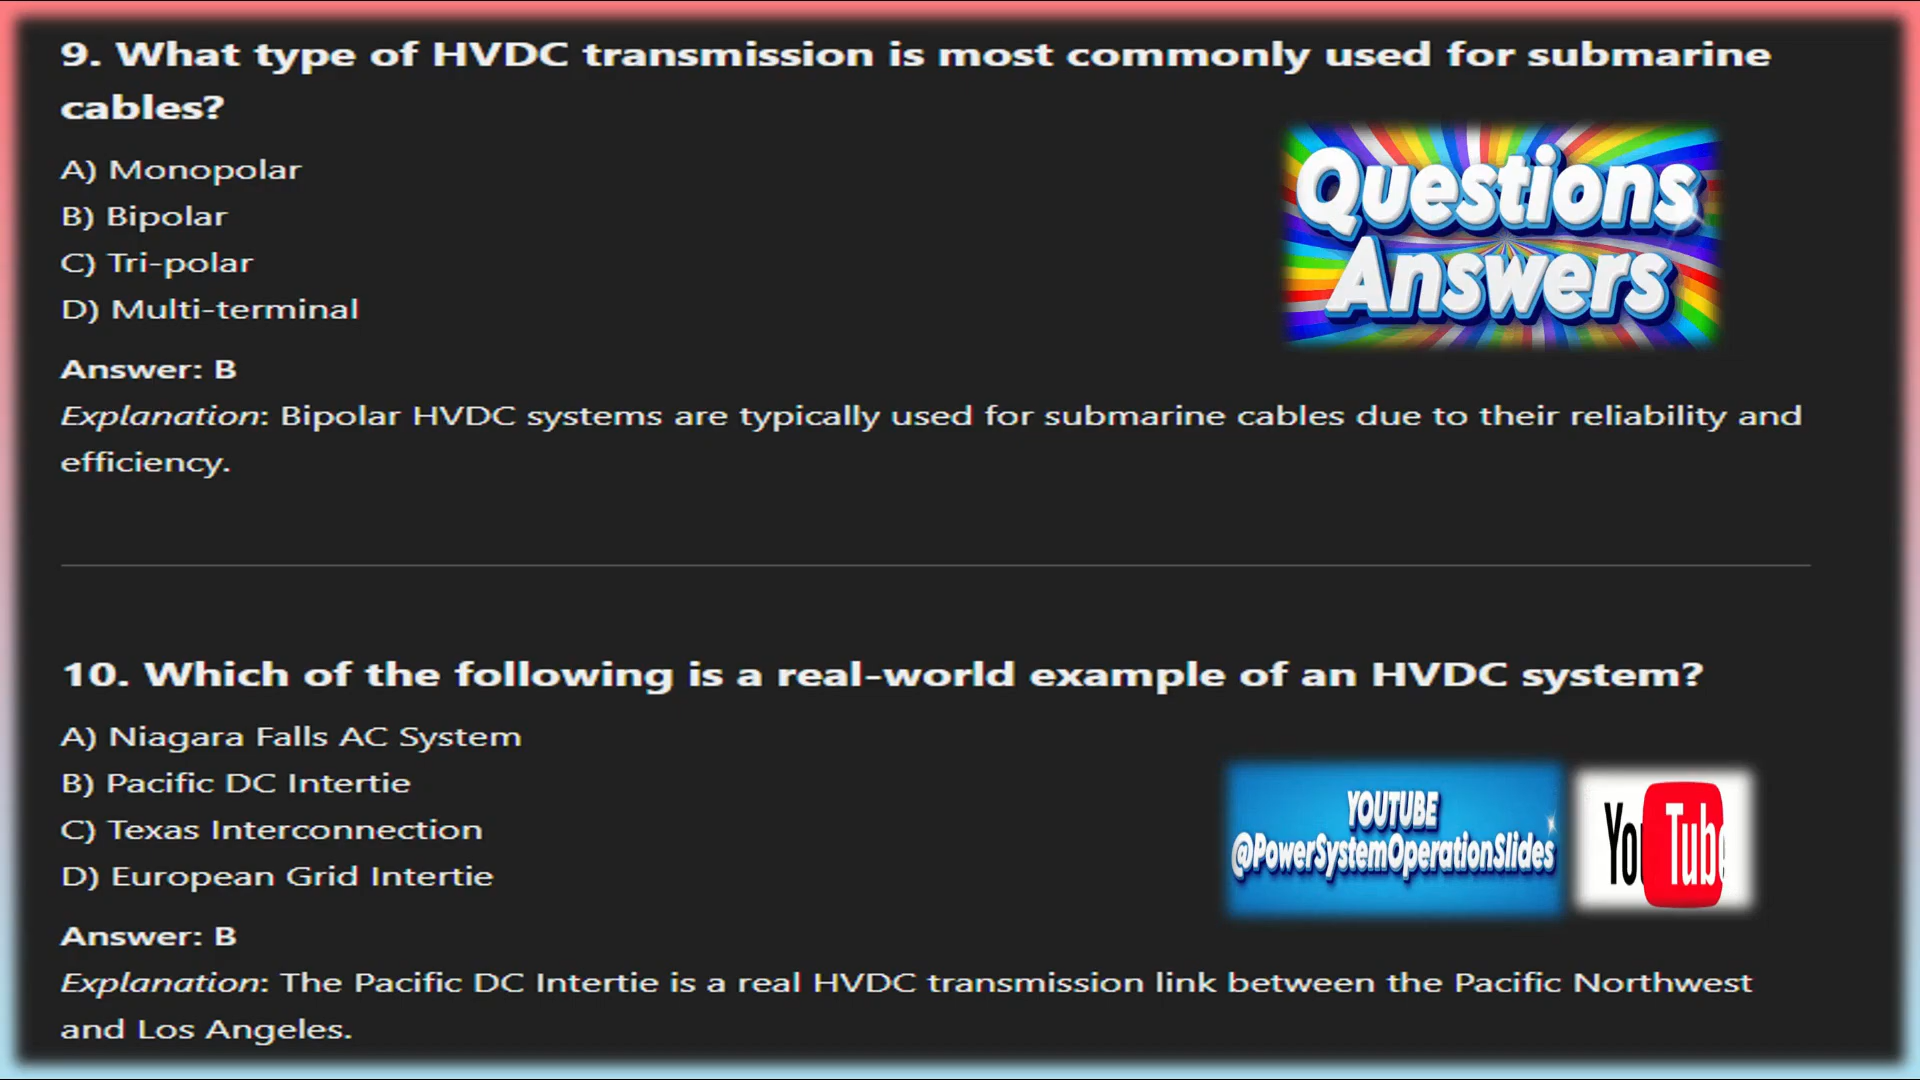 9. What type of HVDC transmission is most commonly used for submarine
cables?
A) Monopolar
B) Bipolar
C) Tri-polar
D) Multi-terminal
Questions
Answers
Answer: B
Explanation: Bipolar HVDC systems are typically used for submarine cables due to their reliability and
efficiency.
10. Which of the following is a real-world example of an HVDC system?
A) Niagara Falls AC System
B) Pacific DC Intertie
C) Texas Interconnection
D) European Grid Intertie
YOUTUBE
@PowerSystemOperationSlides
YouTube
Answer: B
Explanation: The Pacific DC Intertie is a real HVDC transmission link between the Pacific Northwest
and Los Angeles.